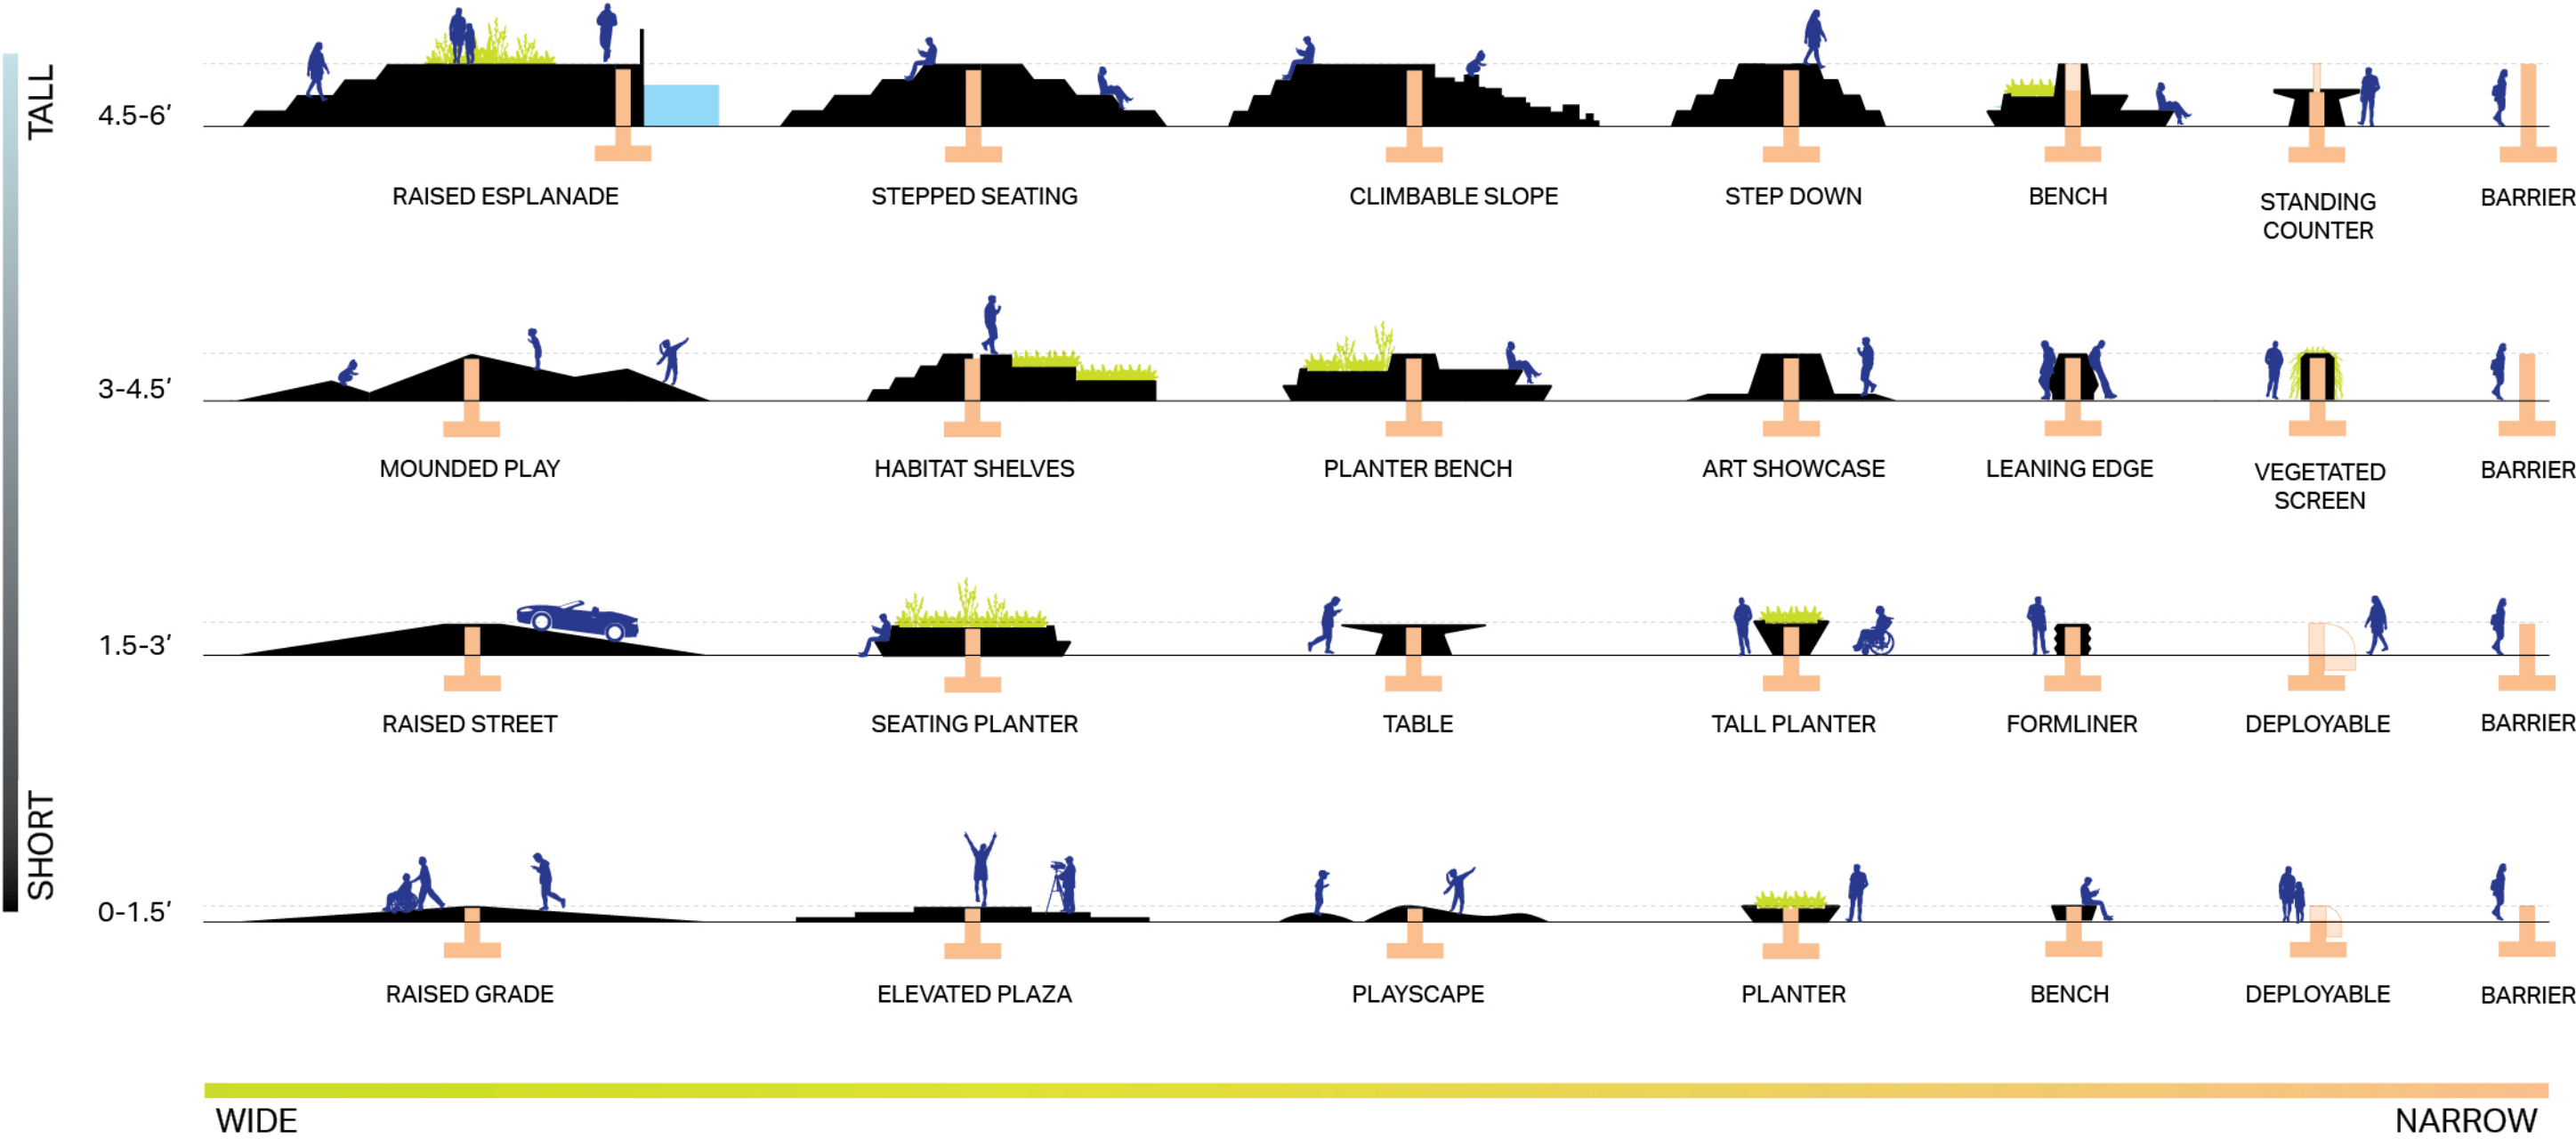 TALL
4.5-6′
RAISED ESPLANADE
STEPPED SEATING
CLIMBABLE SLOPE
STEP DOWN
BENCH
STANDING
COUNTER
BARRIER
3-4.5′
MOUNDED PLAY
HABITAT SHELVES
PLANTER BENCH
ART SHOWCASE
LEANING EDGE
VEGETATED
SCREEN
BARRIER
1.5-3′
RAISED STREET
SEATING PLANTER
TABLE
TALL PLANTER
FORMLINER
DEPLOYABLE
BARRIER
SHORT
0-1.5′
RAISED GRADE
ELEVATED PLAZA
PLAYSCAPE
PLANTER
BENCH
DEPLOYABLE
BARRIER
WIDE
NARROW